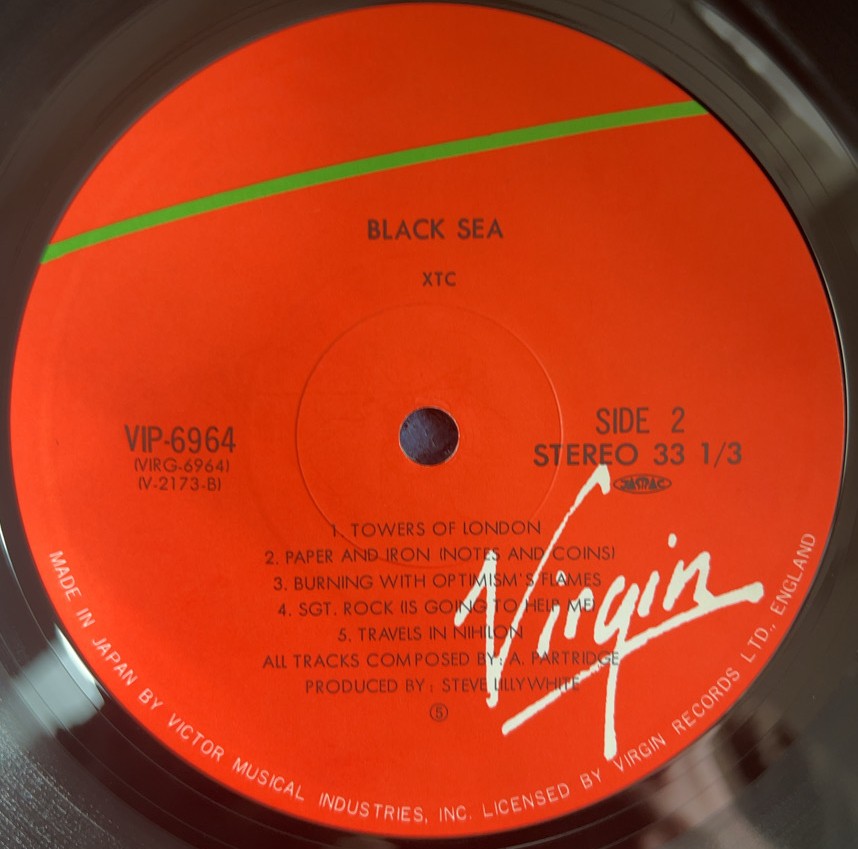 BLACK SEA
XTC
VIP-6964
(VIRG-6964)
(V-2173-B)
SIDE 2
STEREO 33 1/3
JASRAC
1. TOWERS OF LONDON
2. PAPER AND IRON (NOTES AND COINS)
3. BURNING WITH OPTIMISM'S FLAMES
4. SGT. ROCK (IS GOING TO HELP ME)
5. TRAVELS IN NIHILON
ALL TRACKS COMPOSED BY: A. PARTRIDGE
PRODUCED BY: STEVE LILLYWHITE
Ⓢ
Virgin
MADE IN JAPAN BY VICTOR MUSICAL INDUSTRIES, INC. LICENSED BY VIRGIN RECORDS LTD., ENGLAND